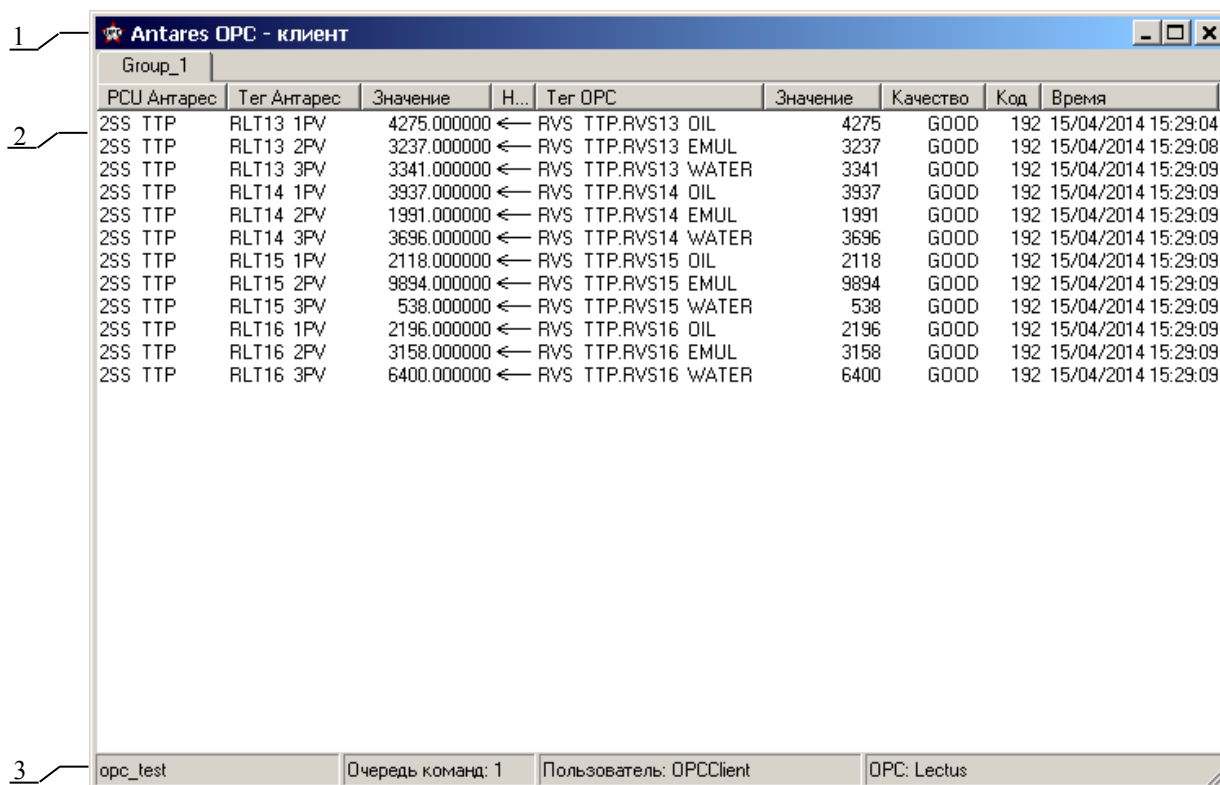 1
Antares OPC - клиент
Group_1
PCU Антарес Тег Антарес Значение Н... Тег OPC Значение Качество Код Время
2
2SS TTP RLT13 1PV 4275.000000 ← RVS TTP.RVS13 OIL 4275 GOOD 192 15/04/2014 15:29:04
2SS TTP RLT13 2PV 3237.000000 ← RVS TTP.RVS13 EMUL 3237 GOOD 192 15/04/2014 15:29:08
2SS TTP RLT13 3PV 3341.000000 ← RVS TTP.RVS13 WATER 3341 GOOD 192 15/04/2014 15:29:09
2SS TTP RLT14 1PV 3937.000000 ← RVS TTP.RVS14 OIL 3937 GOOD 192 15/04/2014 15:29:09
2SS TTP RLT14 2PV 1991.000000 ← RVS TTP.RVS14 EMUL 1991 GOOD 192 15/04/2014 15:29:09
2SS TTP RLT14 3PV 3696.000000 ← RVS TTP.RVS14 WATER 3696 GOOD 192 15/04/2014 15:29:09
2SS TTP RLT15 1PV 2118.000000 ← RVS TTP.RVS15 OIL 2118 GOOD 192 15/04/2014 15:29:09
2SS TTP RLT15 2PV 9894.000000 ← RVS TTP.RVS15 EMUL 9894 GOOD 192 15/04/2014 15:29:09
2SS TTP RLT15 3PV 538.000000 ← RVS TTP.RVS15 WATER 538 GOOD 192 15/04/2014 15:29:09
2SS TTP RLT16 1PV 2196.000000 ← RVS TTP.RVS16 OIL 2196 GOOD 192 15/04/2014 15:29:09
2SS TTP RLT16 2PV 3158.000000 ← RVS TTP.RVS16 EMUL 3158 GOOD 192 15/04/2014 15:29:09
2SS TTP RLT16 3PV 6400.000000 ← RVS TTP.RVS16 WATER 6400 GOOD 192 15/04/2014 15:29:09
3
opc_test Очередь команд: 1 Пользователь: OPCClient OPC: Lectus